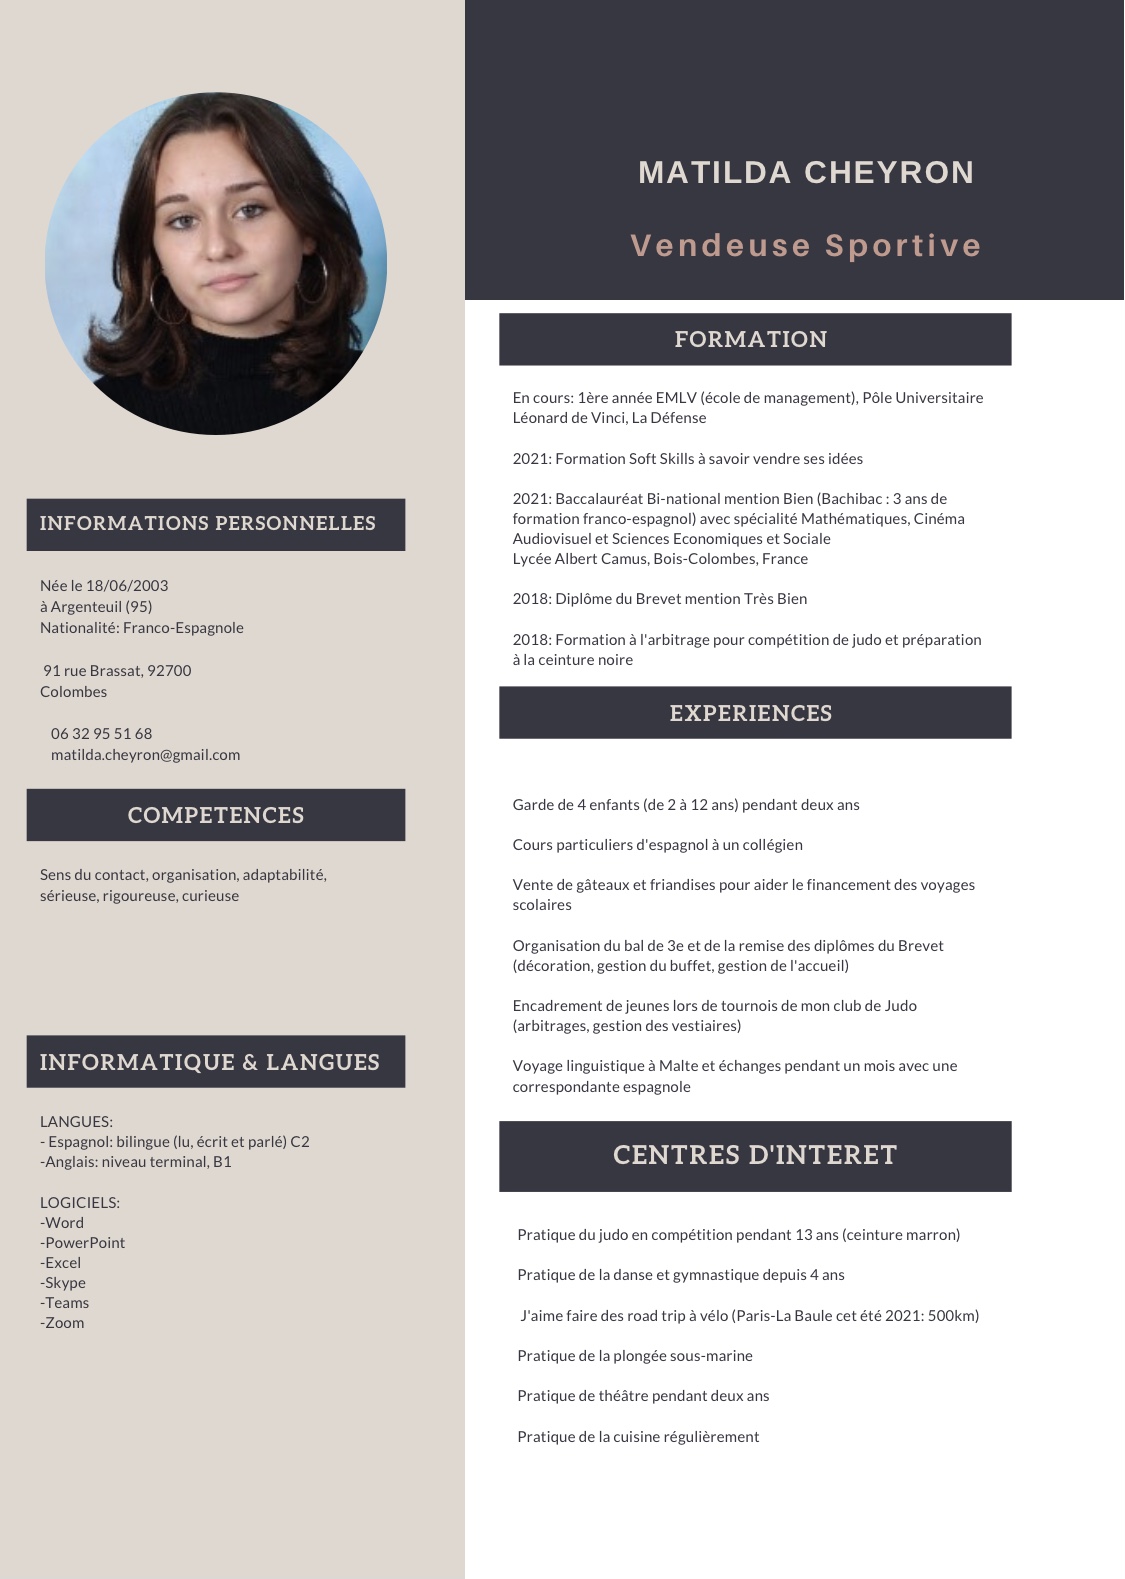 MATILDA CHEYRON
Vendeuse Sportive
INFORMATIONS PERSONNELLES
Née le 18/06/2003
à Argenteuil (95)
Nationalité: Franco-Espagnole
91 rue Brassat, 92700
Colombes
06 32 95 51 68
matilda.cheyron@gmail.com
COMPETENCES
Sens du contact, organisation, adaptabilité,
sérieuse, rigoureuse, curieuse
INFORMATIQUE & LANGUES
LANGUES:
- Espagnol: bilingue (lu, écrit et parlé) C2
-Anglais: niveau terminal, B1
LOGICIELS:
-Word
-PowerPoint
-Excel
-Skype
-Teams
-Zoom
FORMATION
En cours: 1ère année EMLV (école de management), Pôle Universitaire
Léonard de Vinci, La Défense
2021: Formation Soft Skills à savoir vendre ses idées
2021: Baccalauréat Bi-national mention Bien (Bachibac : 3 ans de
formation franco-espagnol) avec spécialité Mathématiques, Cinéma
Audiovisuel et Sciences Economiques et Sociale
Lycée Albert Camus, Bois-Colombes, France
2018: Diplôme du Brevet mention Très Bien
2018: Formation à l'arbitrage pour compétition de judo et préparation
à la ceinture noire
EXPERIENCES
Garde de 4 enfants (de 2 à 12 ans) pendant deux ans
Cours particuliers d'espagnol à un collégien
Vente de gâteaux et friandises pour aider le financement des voyages
scolaires
Organisation du bal de 3e et de la remise des diplômes du Brevet
(décoration, gestion du buffet, gestion de l'accueil)
Encadrement de jeunes lors de tournois de mon club de Judo
(arbitrages, gestion des vestiaires)
Voyage linguistique à Malte et échanges pendant un mois avec une
correspondante espagnole
CENTRES D'INTERET
Pratique du judo en compétition pendant 13 ans (ceinture marron)
Pratique de la danse et gymnastique depuis 4 ans
J'aime faire des road trip à vélo (Paris-La Baule cet été 2021: 500km)
Pratique de la plongée sous-marine
Pratique de théâtre pendant deux ans
Pratique de la cuisine régulièrement